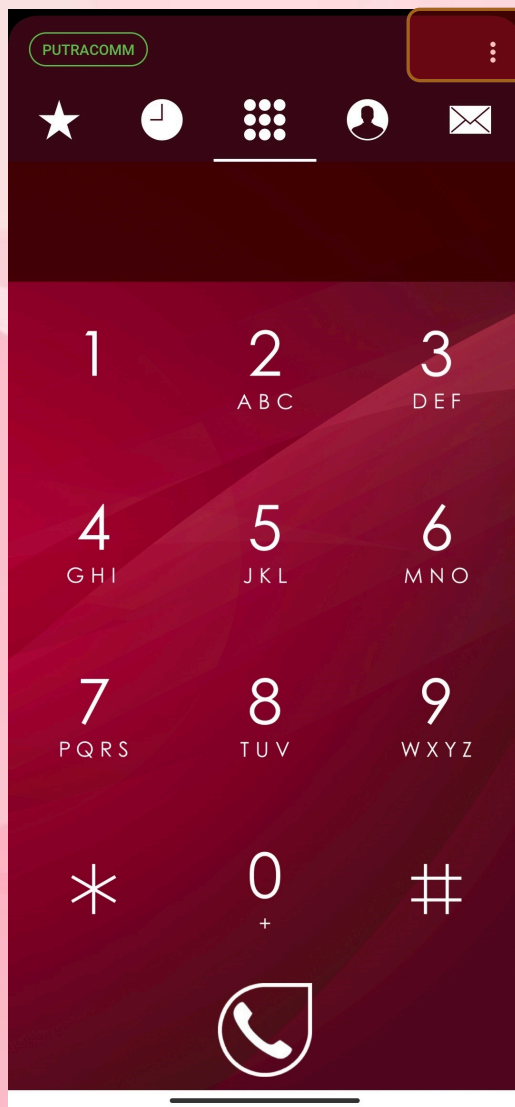 PUTRACOMM
1 2 3
ABC DEF
4 5 6
GHI JKL MNO
7 8 9
PQRS TUV WXYZ
* 0 #
+